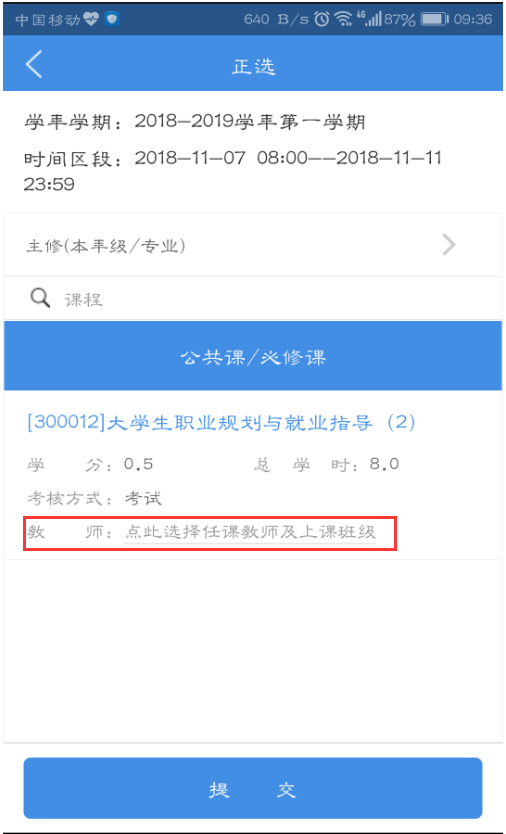 中国移动 640 B/s 4G 87% 09:36
正选
学年学期：2018—2019学年第一学期
时间区段：2018—11—07 08:00——2018—11—11
23:59
主修(本年级/专业)
课程
公共课/必修课
[300012]大学生职业规划与就业指导（2）
学 分：0.5 总 学 时：8.0
考核方式：考试
教 师：点此选择任课教师及上课班级
提 交